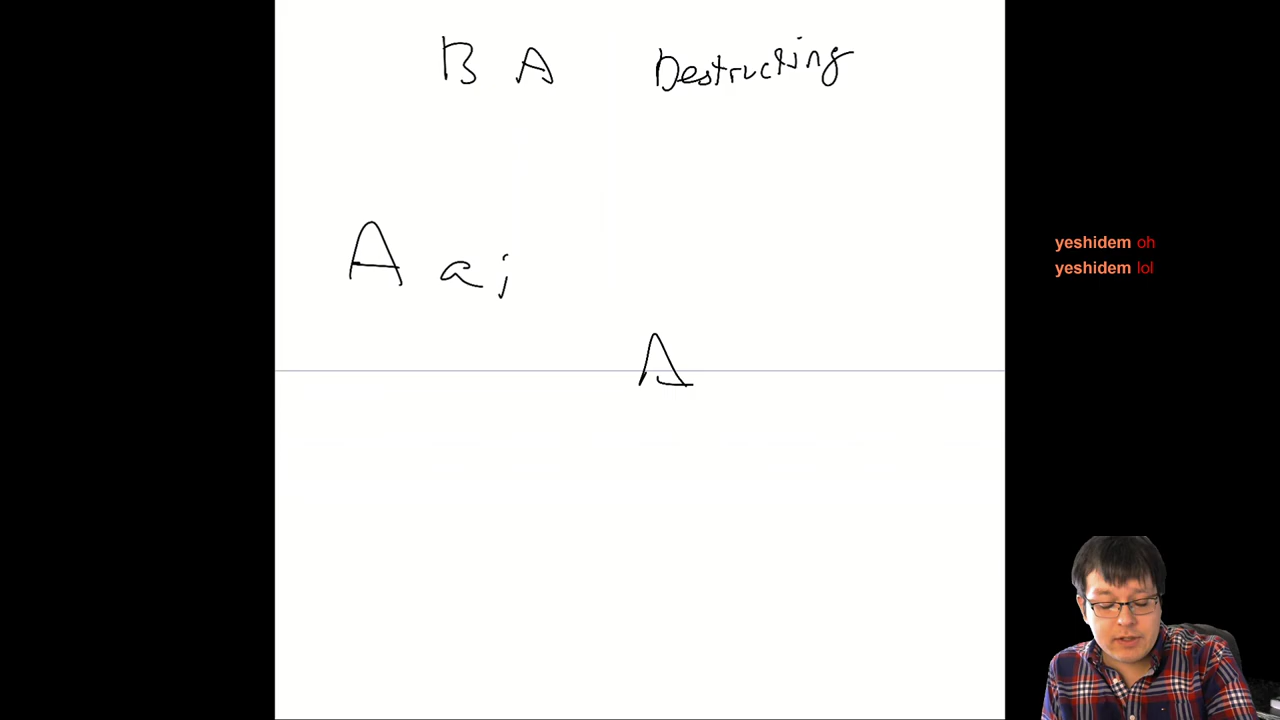 B A Destructing
A a;
A
yeshidem oh
yeshidem lol